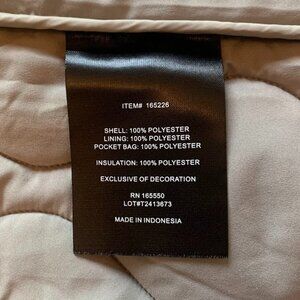 ITEM# 165226
SHELL: 100% POLYESTER
LINING: 100% POLYESTER
POCKET BAG: 100% POLYESTER
INSULATION: 100% POLYESTER
EXCLUSIVE OF DECORATION
RN 165550
LOT#T2413673
MADE IN INDONESIA